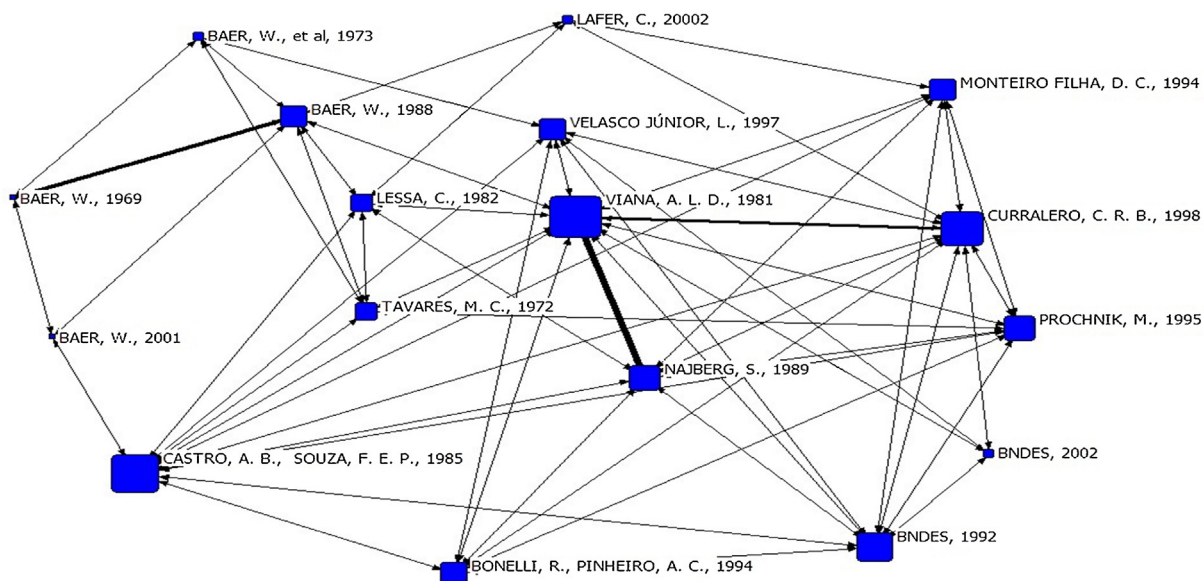 LAFER, C., 20002
BAER, W., et al, 1973
MONTEIRO FILHA, D. C., 1994
BAER, W., 1988
VELASCO JÚNIOR, L., 1997
BAER, W., 1969
LESSA, C., 1982
VIANA, A. L. D., 1981
CURRALERO, C. R. B., 1998
TAVARES, M. C., 1972
PROCHNIK, M., 1995
BAER, W., 2001
NAJBERG, S., 1989
CASTRO, A. B., SOUZA, F. E. P., 1985
BNDES, 2002
BNDES, 1992
BONELLI, R., PINHEIRO, A. C., 1994